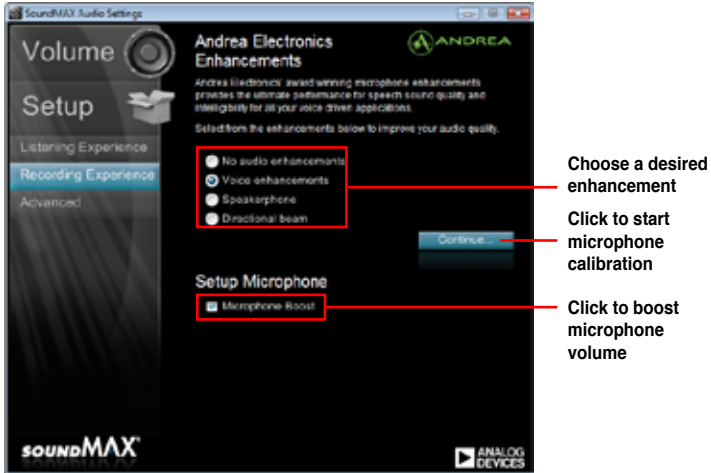 SoundMAX Audio Settings
Volume
Setup
Listening Experience
Recording Experience
Advanced
soundMAX®
Andrea Electronics
Enhancements
ANDREA
Andrea Electronics' award winning microphone enhancements
provides the ultimate performance for speech sound quality and
intelligibility for all your voice driven applications.
Select from the enhancements below to improve your audio quality.
No audio enhancements
Voice enhancements
Speakerphone
Directional beam
Continue...
Setup Microphone
Microphone Boost
ANALOG
DEVICES
Choose a desired
enhancement
Click to start
microphone
calibration
Click to boost
microphone
volume